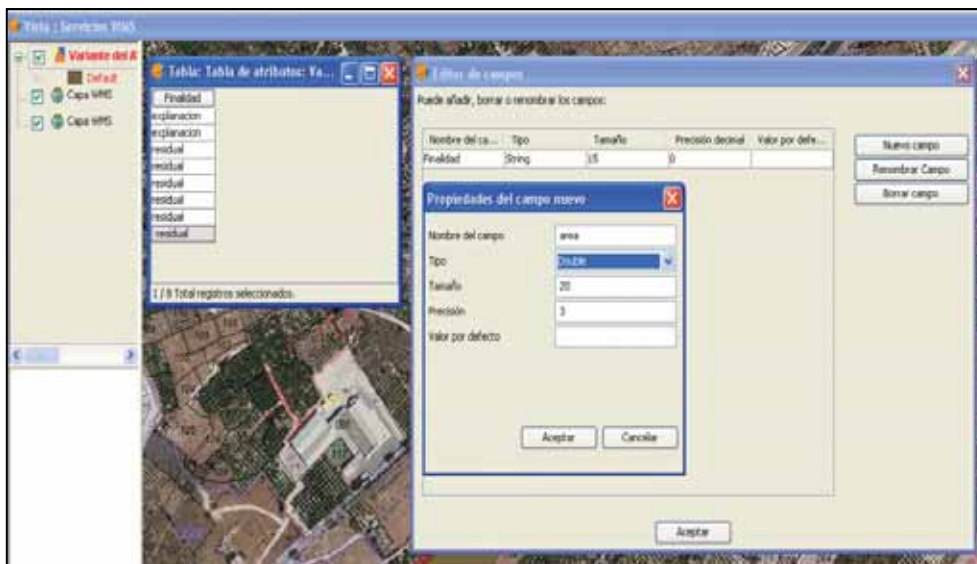 Vista : Servicios WMS
Variante del A
Default
Capa WMS
Capa WMS
Tabla: Tabla de atributos: Va...
Finalidad
explanacion
explanacion
residual
residual
residual
residual
residual
residual
1 / 8 Total registros seleccionados.
Editor de campos
Puede añadir, borrar o renombrar los campos:
Nombre del ca... Tipo Tamaño Precisión decimal Valor por defe...
Finalidad String 15 0
Nuevo campo
Renombrar Campo
Borrar campo
Propiedades del campo nuevo
Nombre del campo area
Tipo Double
Tamaño 20
Precisión 3
Valor por defecto
Aceptar Cancelar
Aceptar